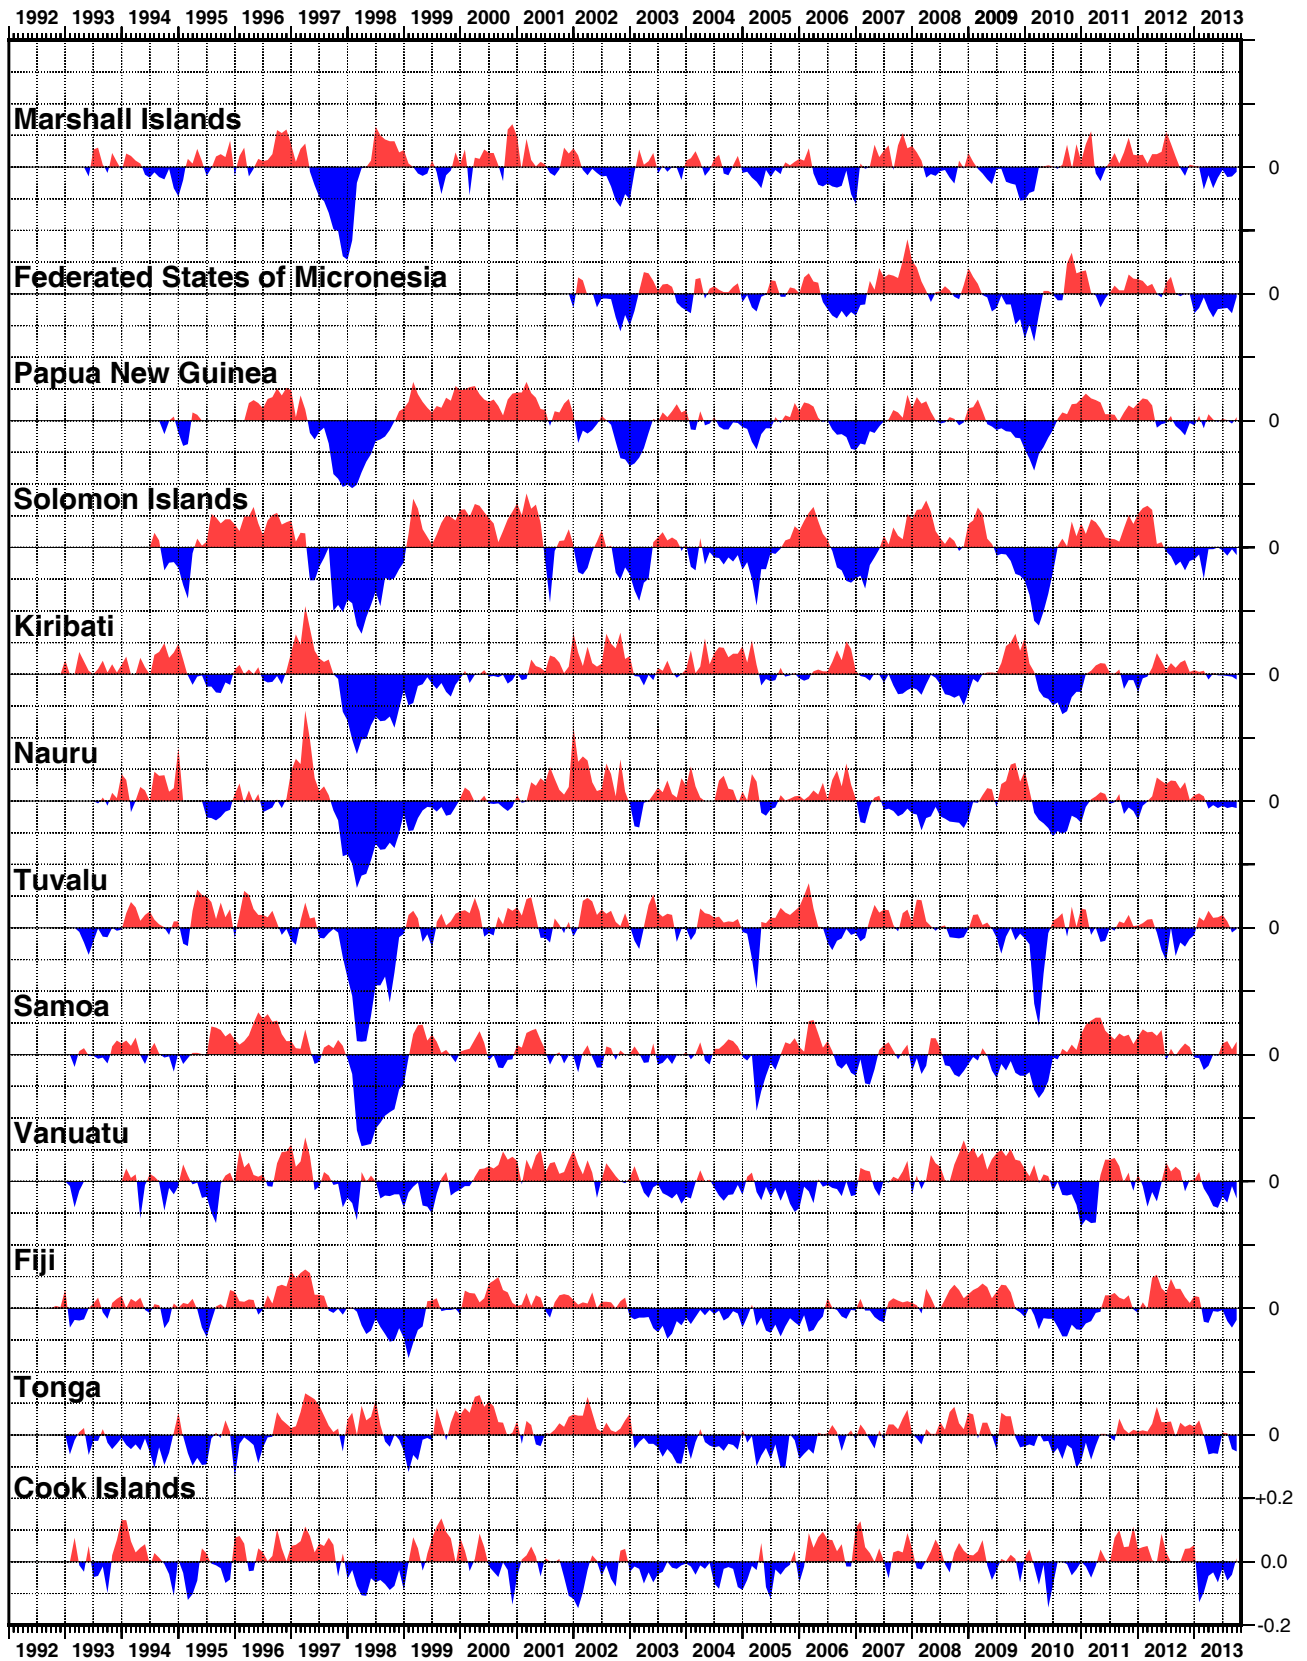 1992 1993 1994 1995 1996 1997 1998 1999 2000 2001 2002 2003 2004 2005 2006 2007 2008 2009 2010 2011 2012 2013
Marshall Islands
0
Federated States of Micronesia
0
Papua New Guinea
0
Solomon Islands
0
Kiribati
0
Nauru
0
Tuvalu
0
Samoa
0
Vanuatu
0
Fiji
0
Tonga
0
Cook Islands
+0.2
0.0
-0.2
1992 1993 1994 1995 1996 1997 1998 1999 2000 2001 2002 2003 2004 2005 2006 2007 2008 2009 2010 2011 2012 2013